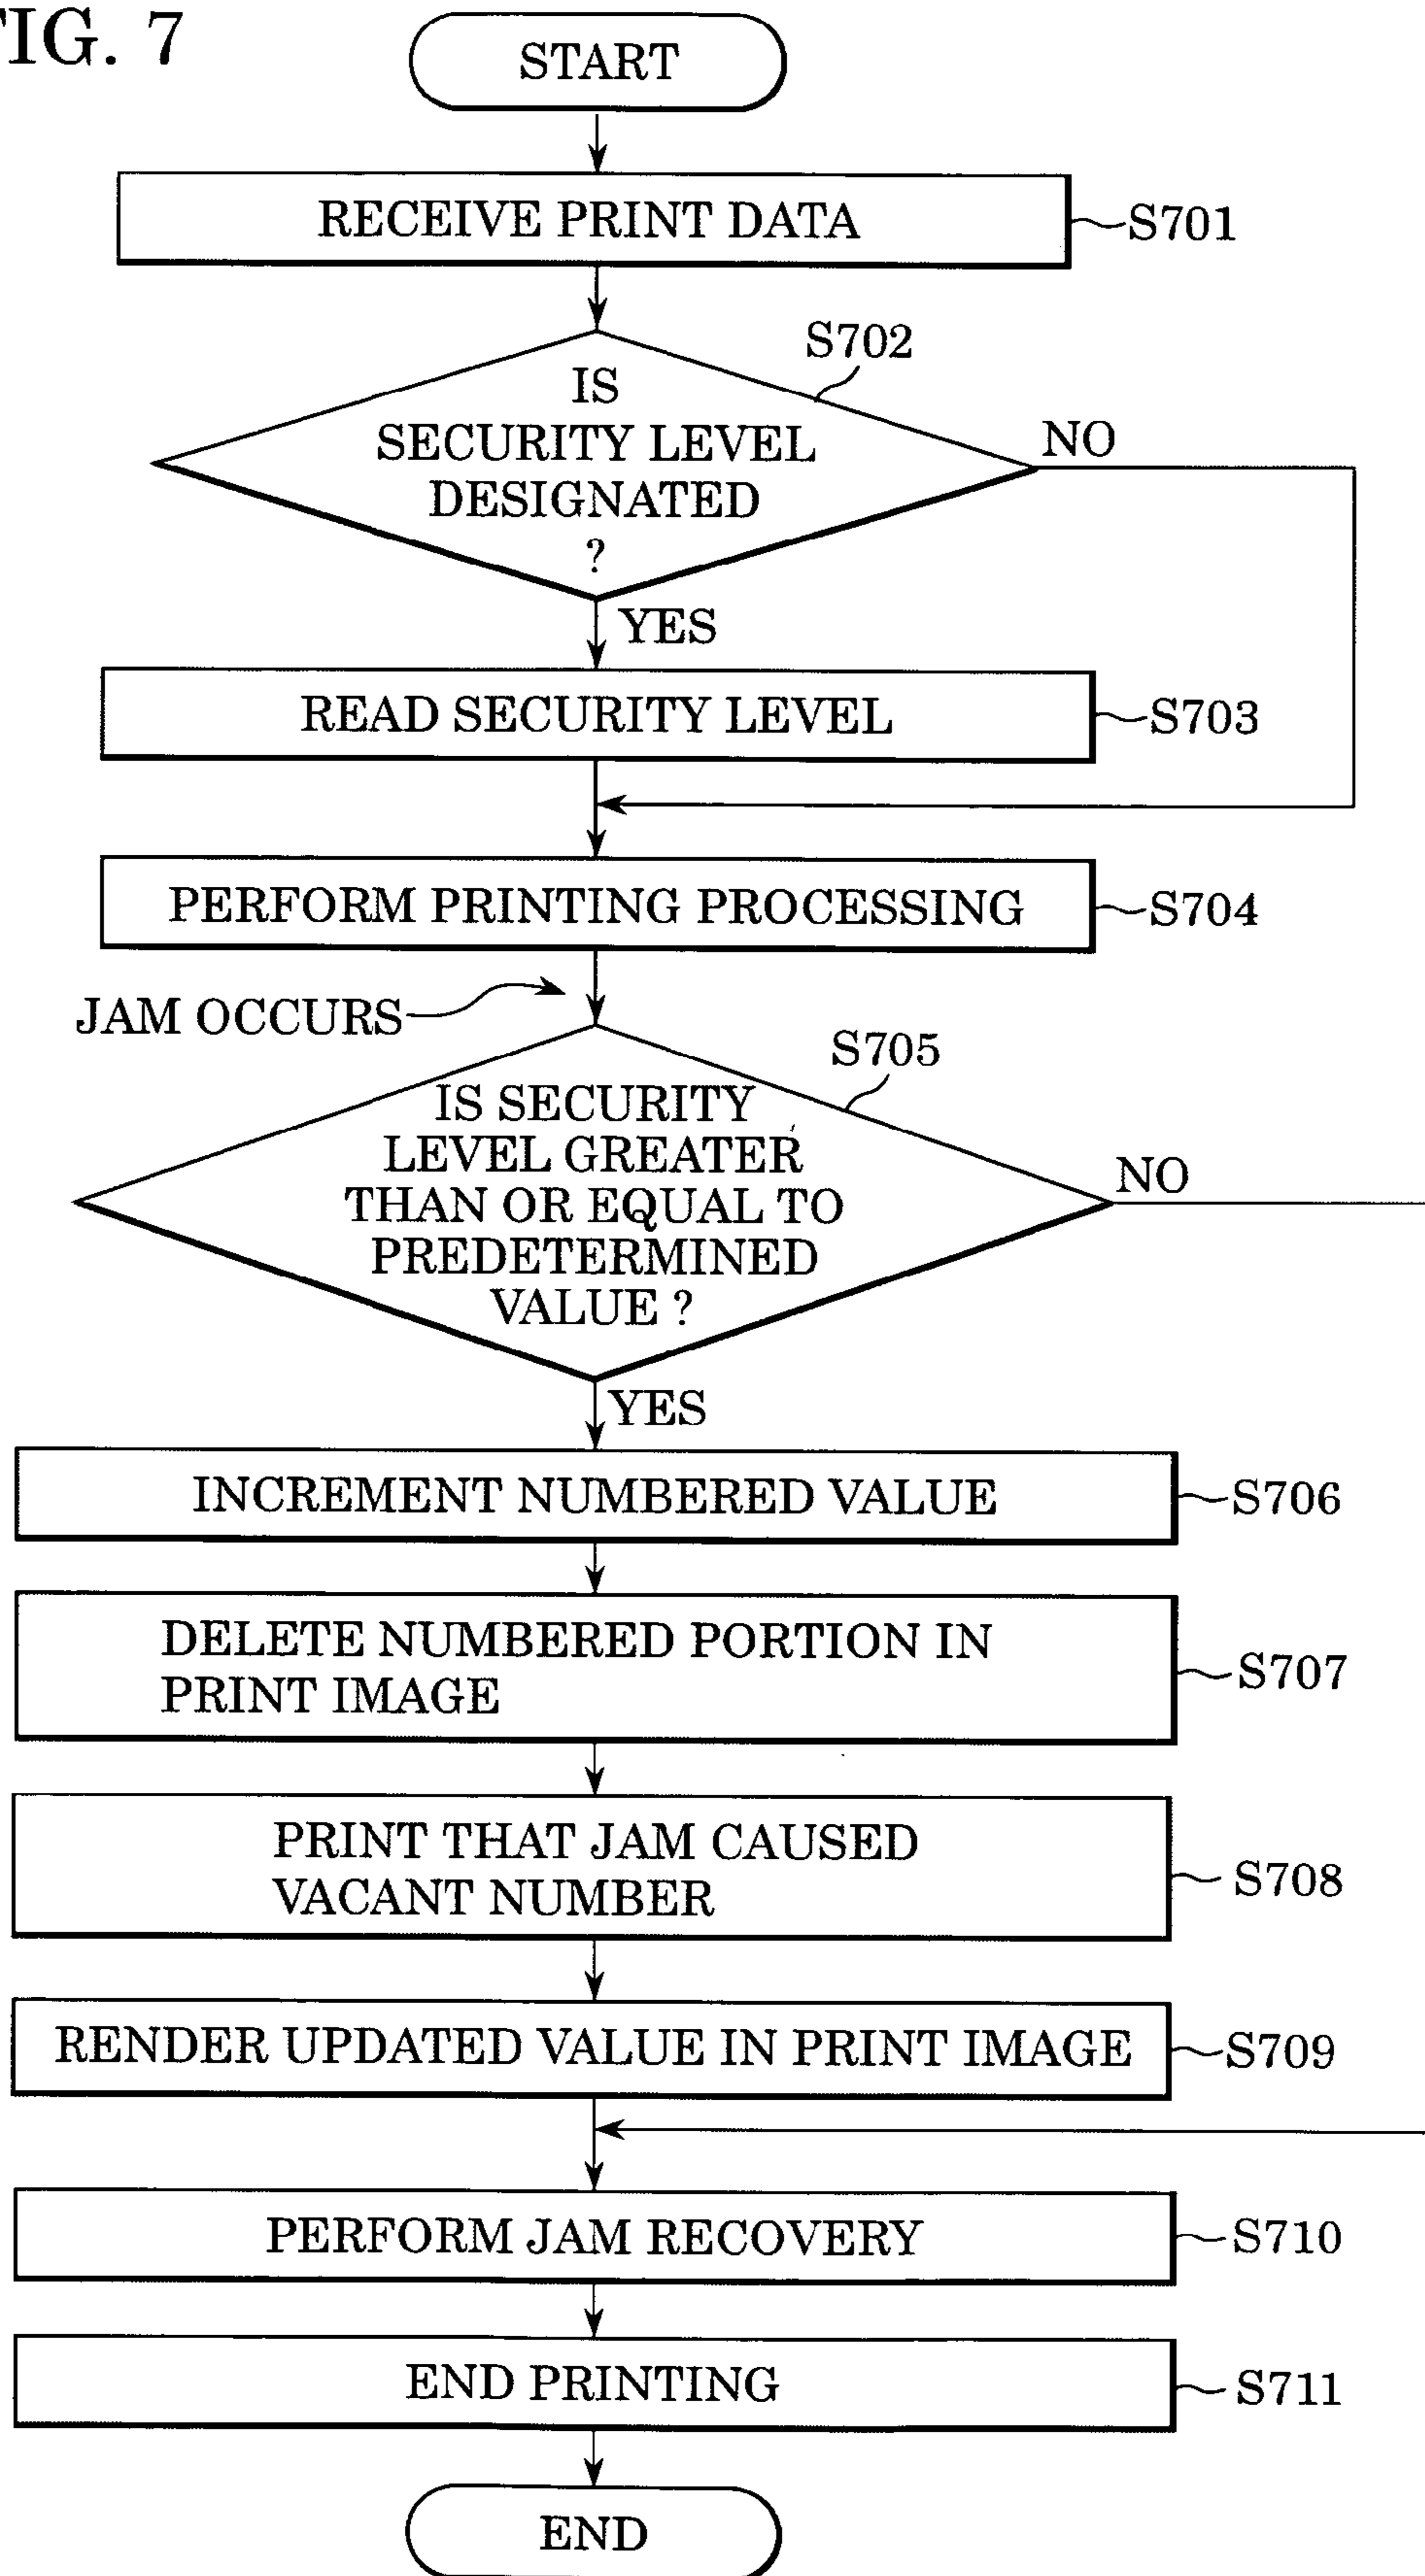 FIG. 7
START
RECEIVE PRINT DATA
S701
S702
IS
SECURITY LEVEL
DESIGNATED
?
NO
YES
READ SECURITY LEVEL
S703
PERFORM PRINTING PROCESSING
S704
JAM OCCURS
S705
IS SECURITY
LEVEL GREATER
THAN OR EQUAL TO
PREDETERMINED
VALUE ?
NO
YES
INCREMENT NUMBERED VALUE
S706
DELETE NUMBERED PORTION IN
PRINT IMAGE
S707
PRINT THAT JAM CAUSED
VACANT NUMBER
S708
RENDER UPDATED VALUE IN PRINT IMAGE
S709
PERFORM JAM RECOVERY
S710
END PRINTING
S711
END